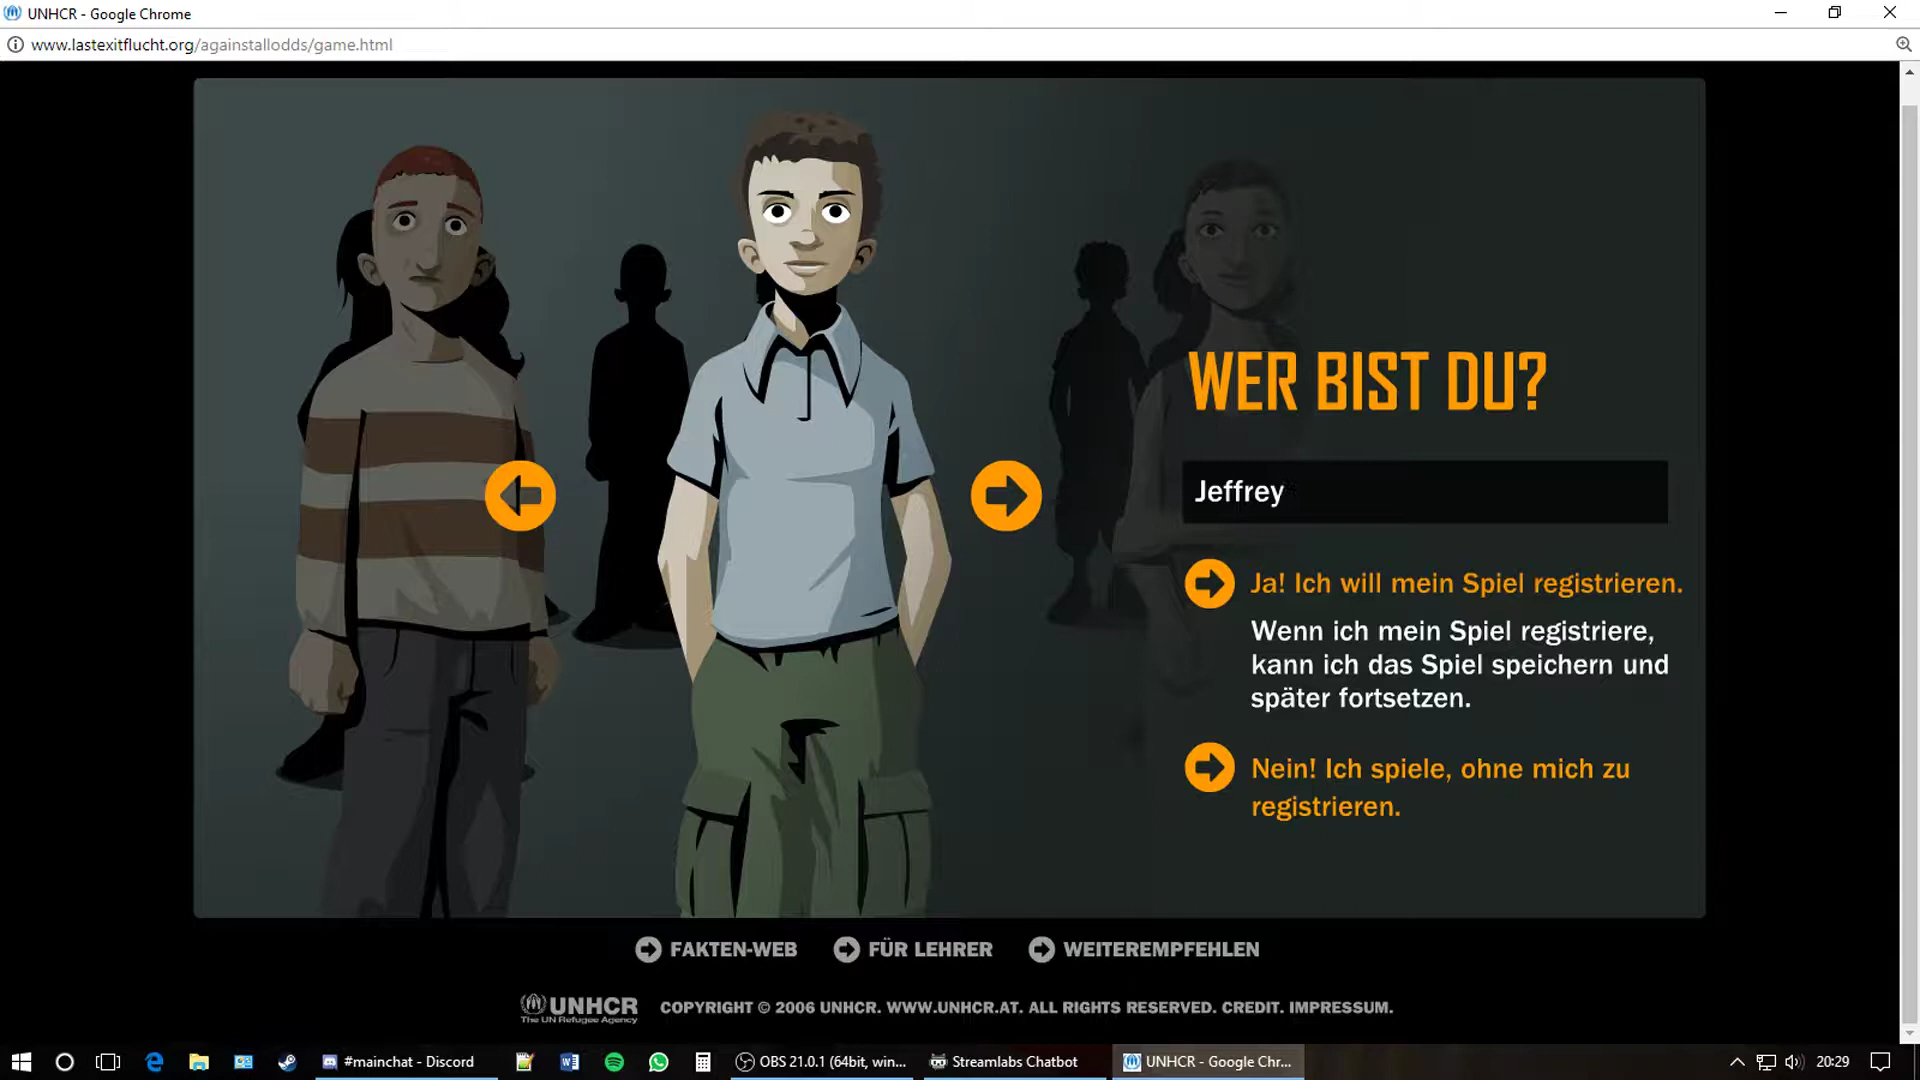 UNHCR - Google Chrome
www.lastexitflucht.org/againstallodds/game.html
WER BIST DU?
Jeffrey
Ja! Ich will mein Spiel registrieren.
Wenn ich mein Spiel registriere,
kann ich das Spiel speichern und
später fortsetzen.
Nein! Ich spiele, ohne mich zu
registrieren.
FAKTEN-WEB FÜR LEHRER WEITEREMPFEHLEN
UNHCR
The UN Refugee Agency
COPYRIGHT © 2006 UNHCR. WWW.UNHCR.AT. ALL RIGHTS RESERVED. CREDIT. IMPRESSUM.
#mainchat - Discord OBS 21.0.1 (64bit, win... Streamlabs Chatbot UNHCR - Google Chr... 20:29